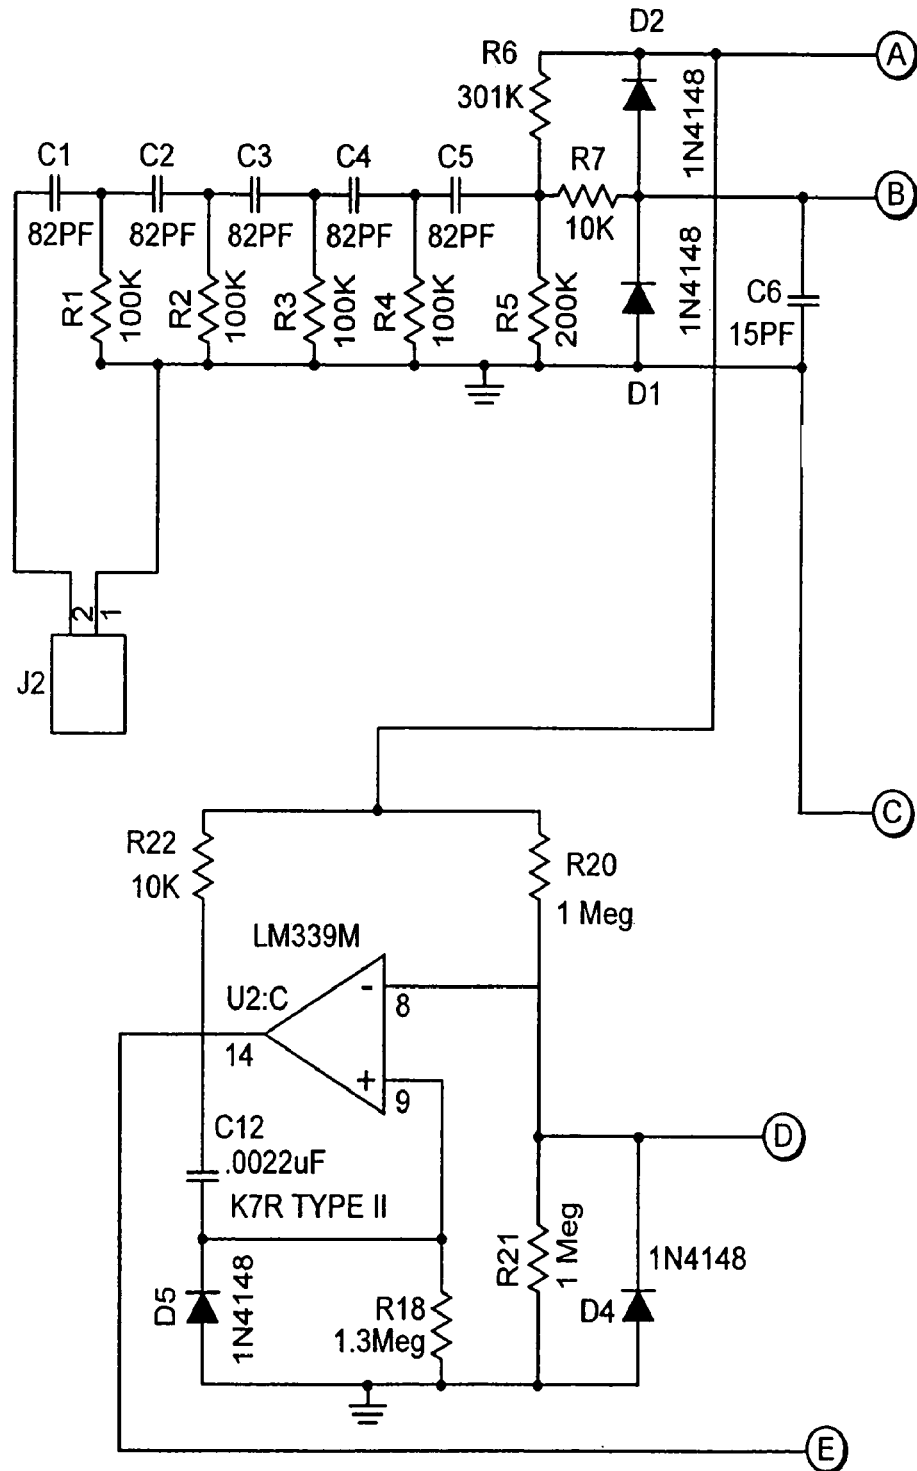 D2
R6
301K
1N4148
A
C1
C2
C3
C4
C5
R7
B
82PF
82PF
82PF
82PF
82PF
10K
R1
100K
R2
100K
R3
100K
R4
100K
R5
200K
1N4148
C6
15PF
D1
2
1
J2
C
R22
10K
R20
1 Meg
LM339M
U2:C
-
8
14
+
9
C12
.0022uF
K7R TYPE II
D
D5
1N4148
R18
1.3Meg
R21
1 Meg
1N4148
D4
E